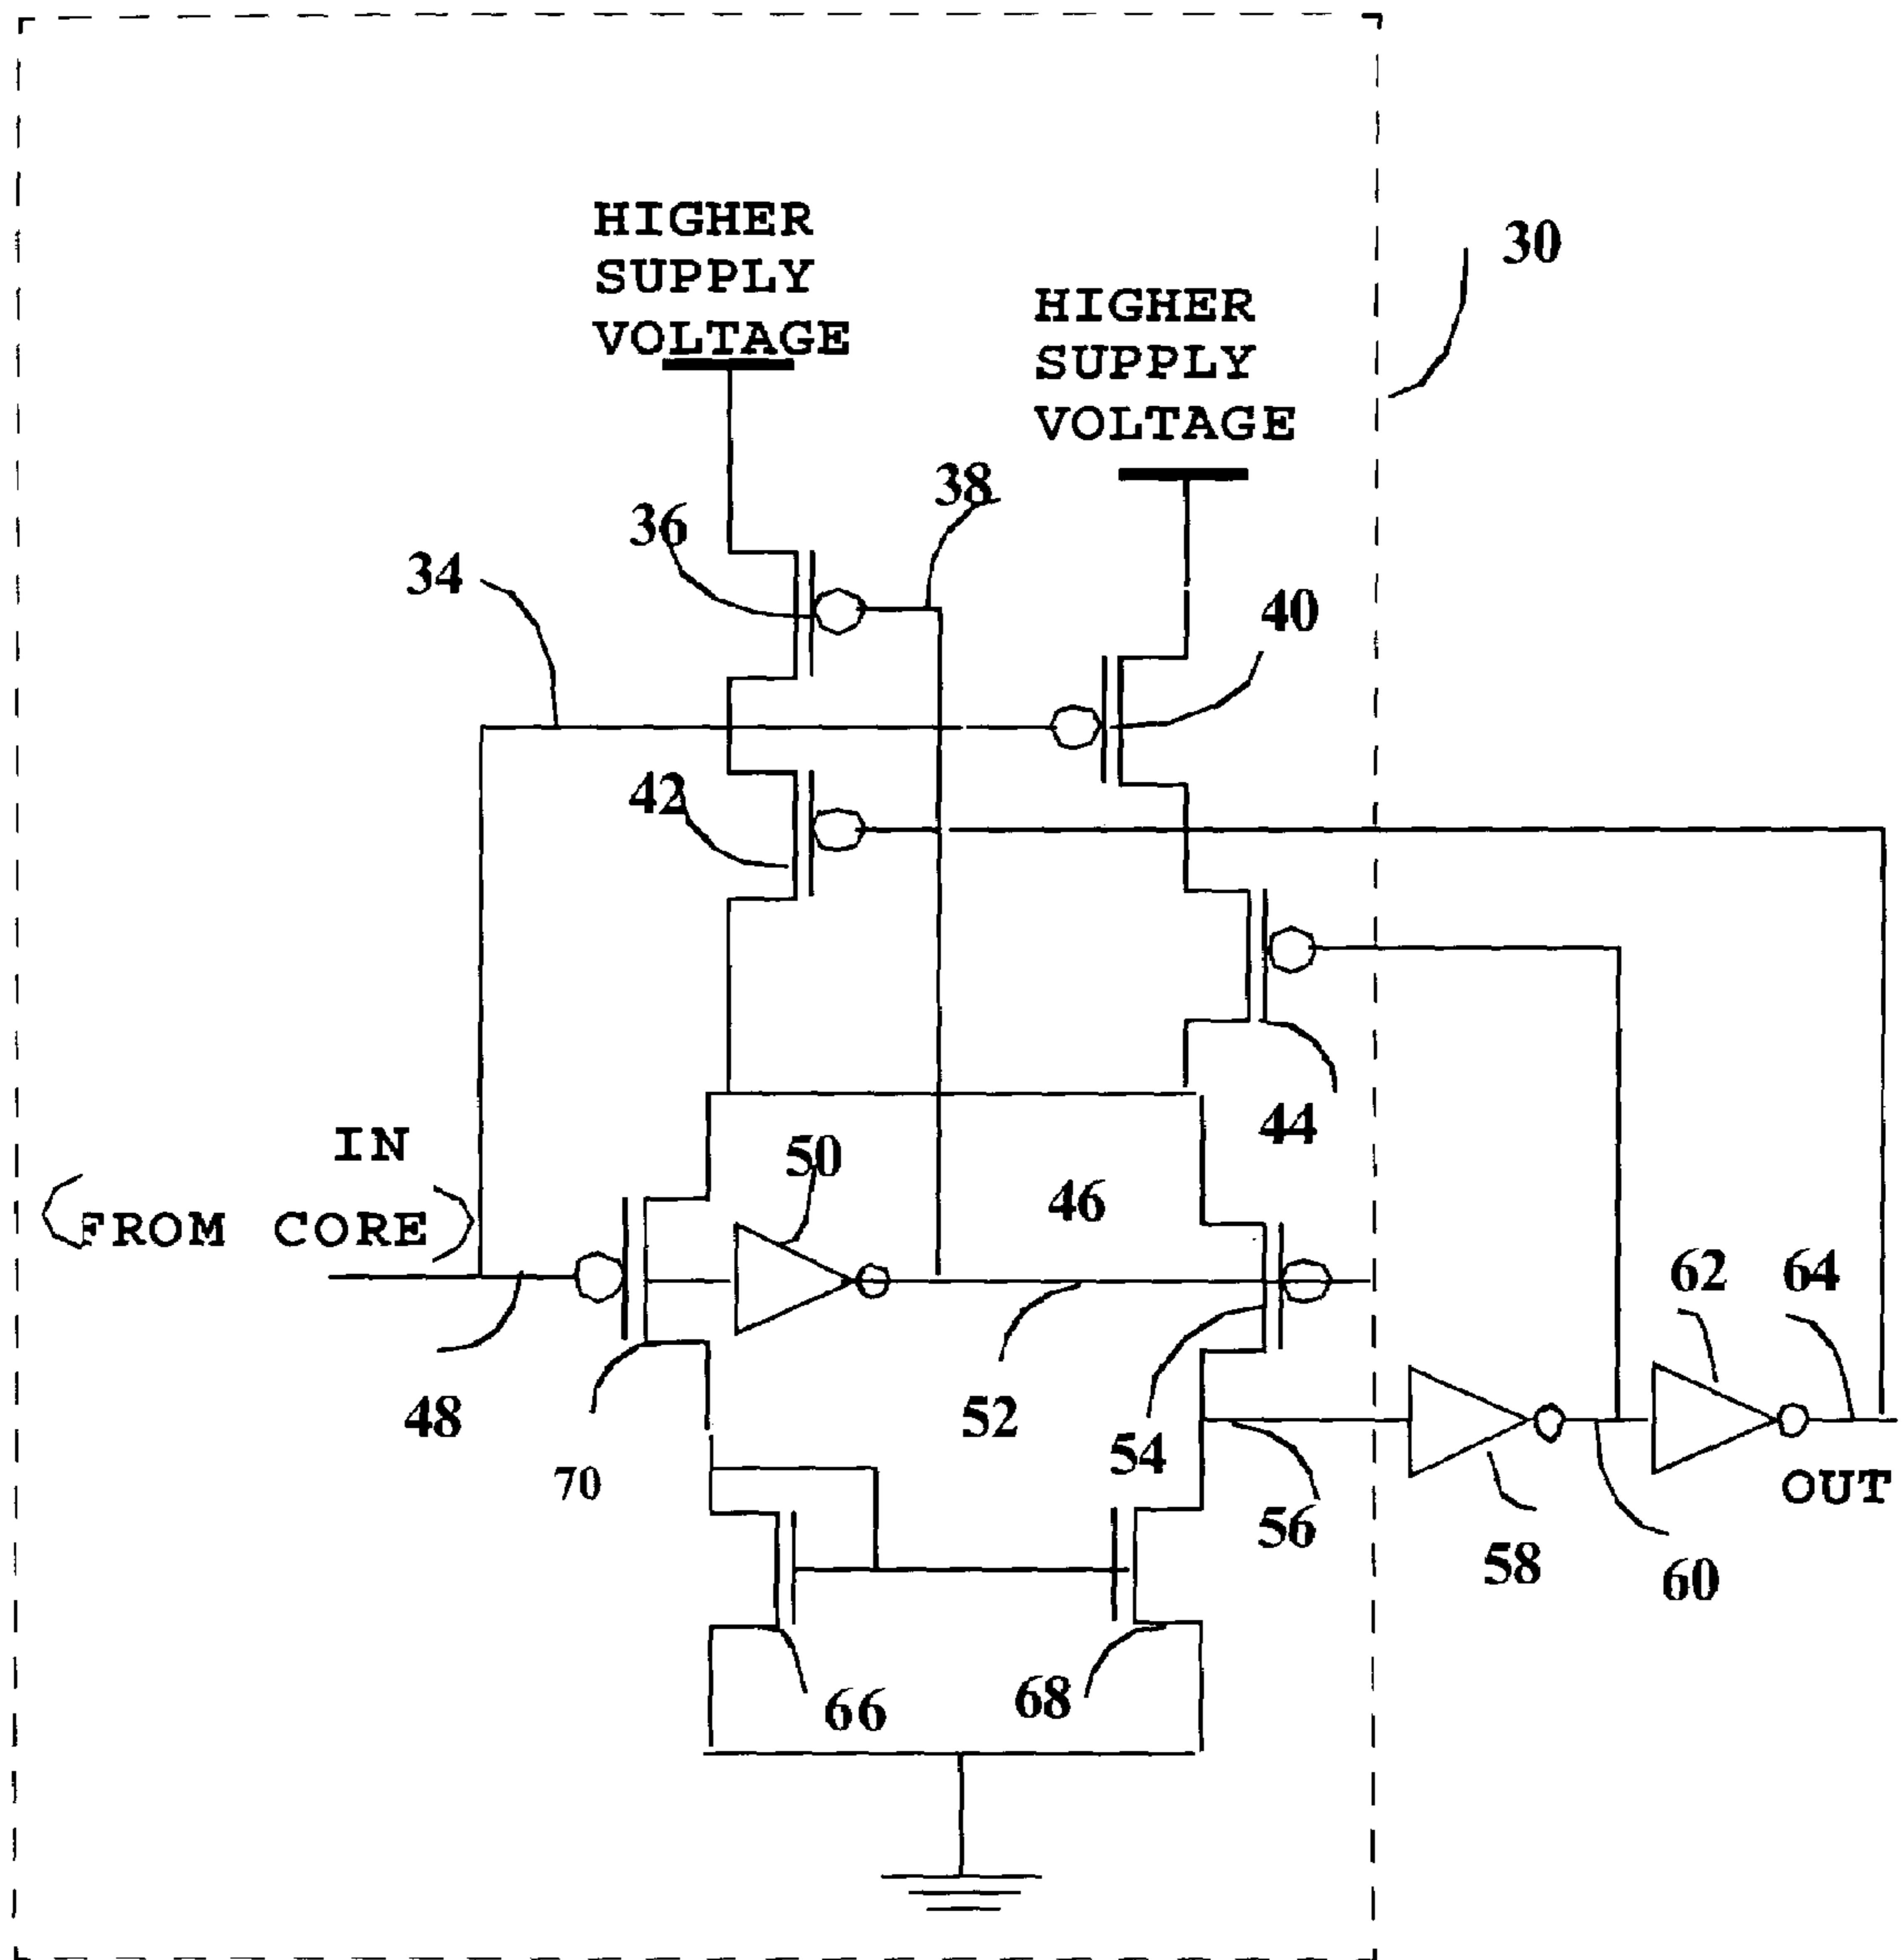 HIGHER
SUPPLY
VOLTAGE
HIGHER
SUPPLY
VOLTAGE
30
38
36
34
40
42
44
IN
(FROM CORE)
50
46
62
64
48
52
54
70
56
OUT
58
60
66
68